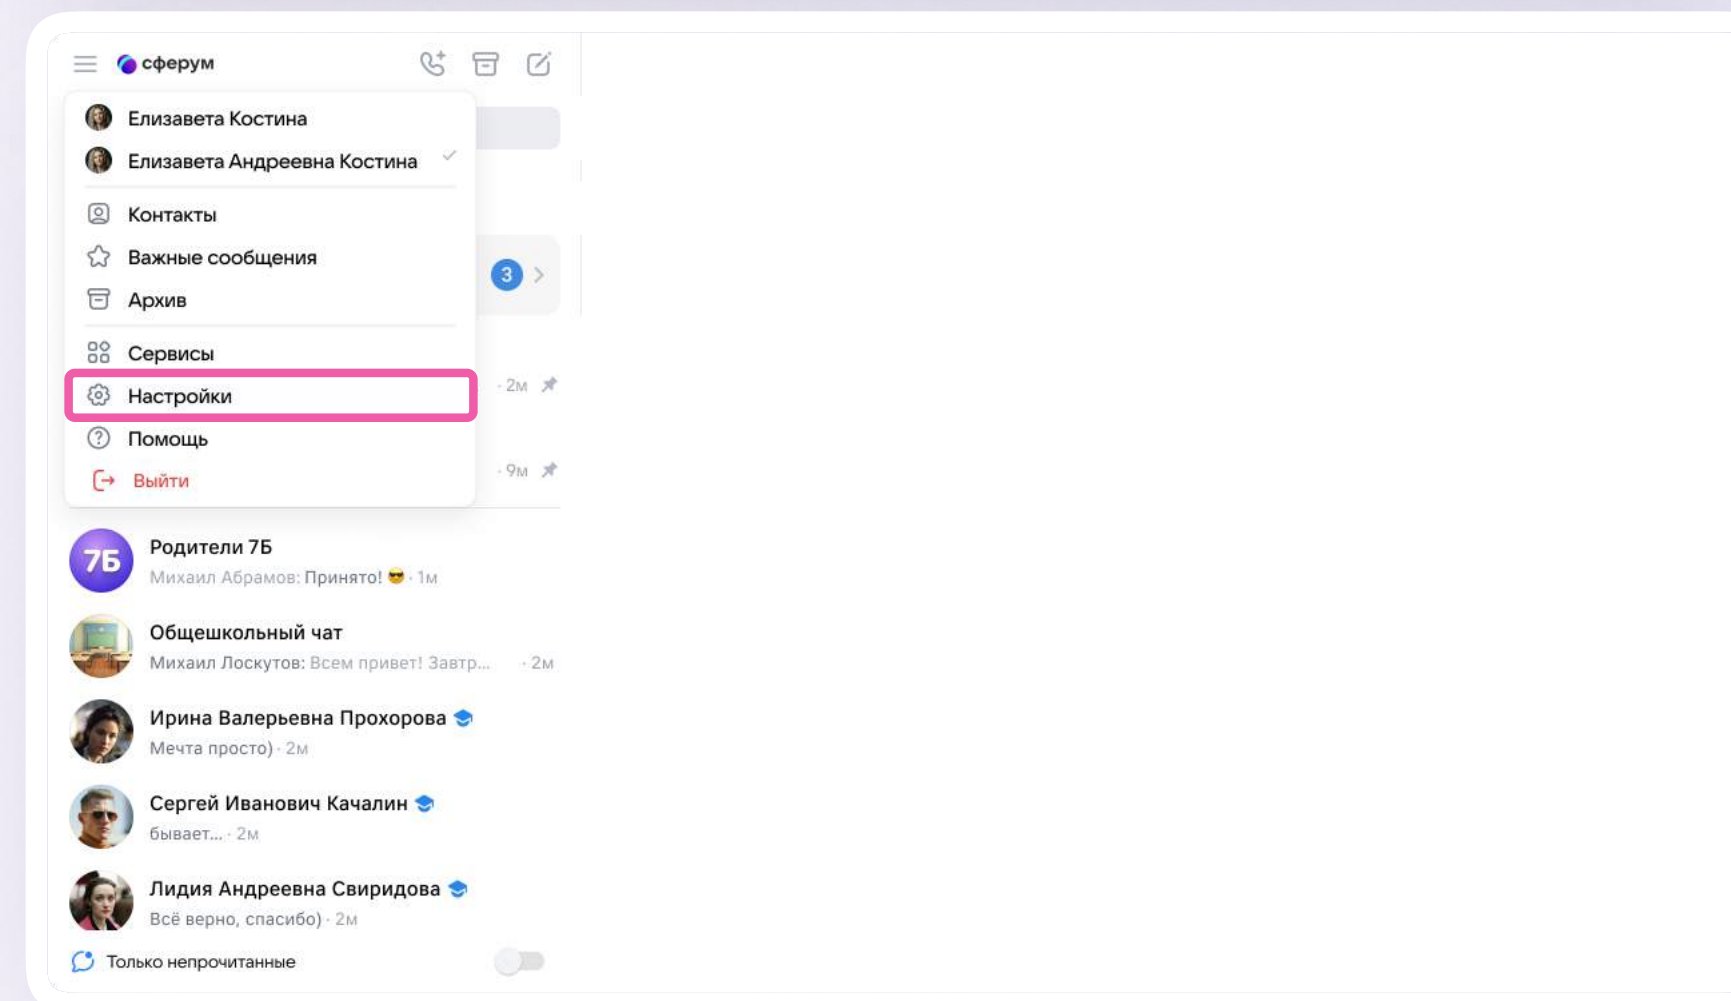 сферум
Елизавета Костина
Елизавета Андреевна Костина
Контакты
Важные сообщения
3
Архив
Сервисы
· 2м
Настройки
Помощь
· 9м
Выйти
7Б
Родители 7Б
Михаил Абрамов: Принято! 😎 · 1м
Общешкольный чат
Михаил Лоскутов: Всем привет! Завтр... · 2м
Ирина Валерьевна Прохорова
Мечта просто) · 2м
Сергей Иванович Качалин
бывает... · 2м
Лидия Андреевна Свиридова
Всё верно, спасибо) · 2м
Только непрочитанные